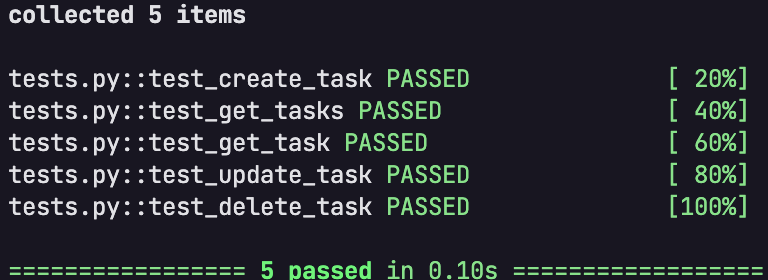 collected 5 items
tests.py::test_create_task PASSED [ 20%]
tests.py::test_get_tasks PASSED [ 40%]
tests.py::test_get_task PASSED [ 60%]
tests.py::test_update_task PASSED [ 80%]
tests.py::test_delete_task PASSED [100%]
================= 5 passed in 0.10s ==================